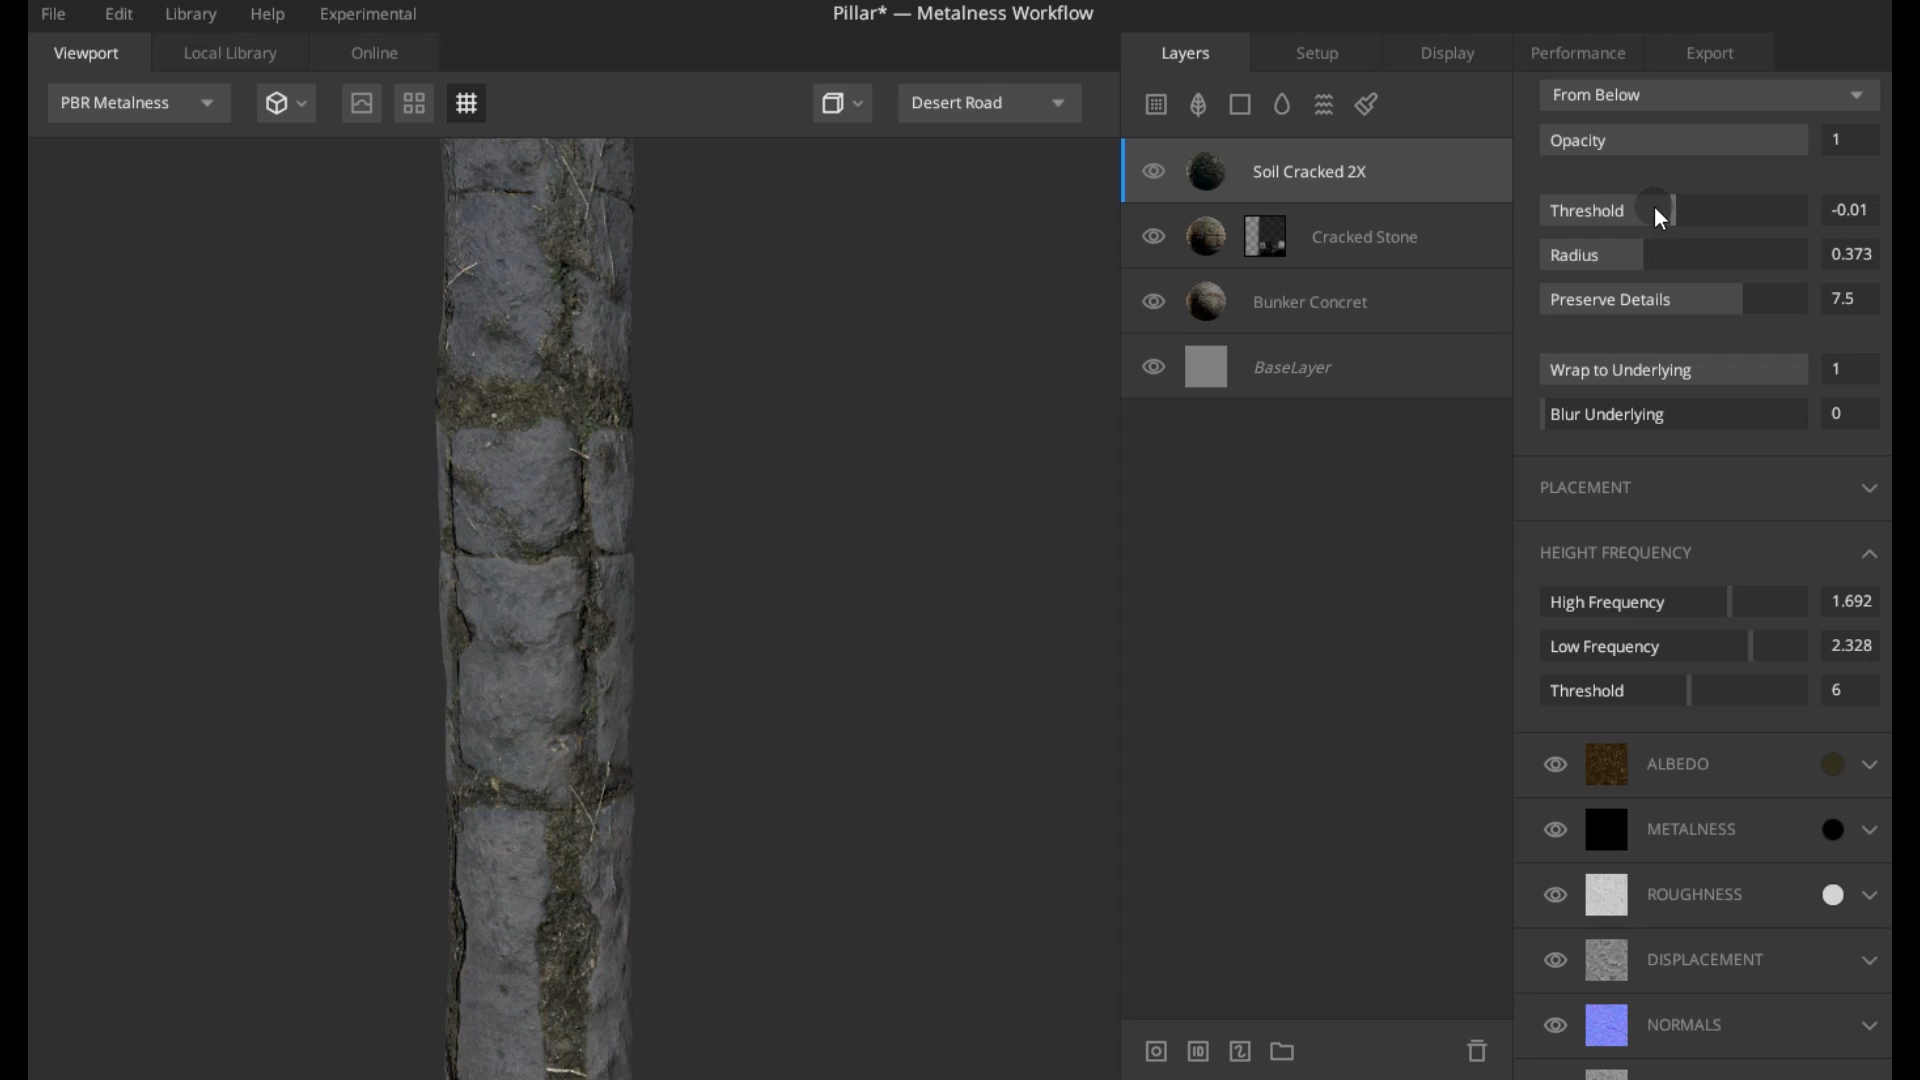 File Edit Library Help Experimental
Pillar* — Metalness Workflow
Viewport Local Library Online
Layers Setup Display Performance Export
PBR Metalness
Desert Road
From Below
Opacity 1
Soil Cracked 2X
Threshold -0.01
Cracked Stone
Radius 0.373
Bunker Concret
Preserve Details 7.5
BaseLayer
Wrap to Underlying 1
Blur Underlying 0
PLACEMENT
HEIGHT FREQUENCY
High Frequency 1.692
Low Frequency 2.328
Threshold 6
ALBEDO
METALNESS
ROUGHNESS
DISPLACEMENT
NORMALS
ID